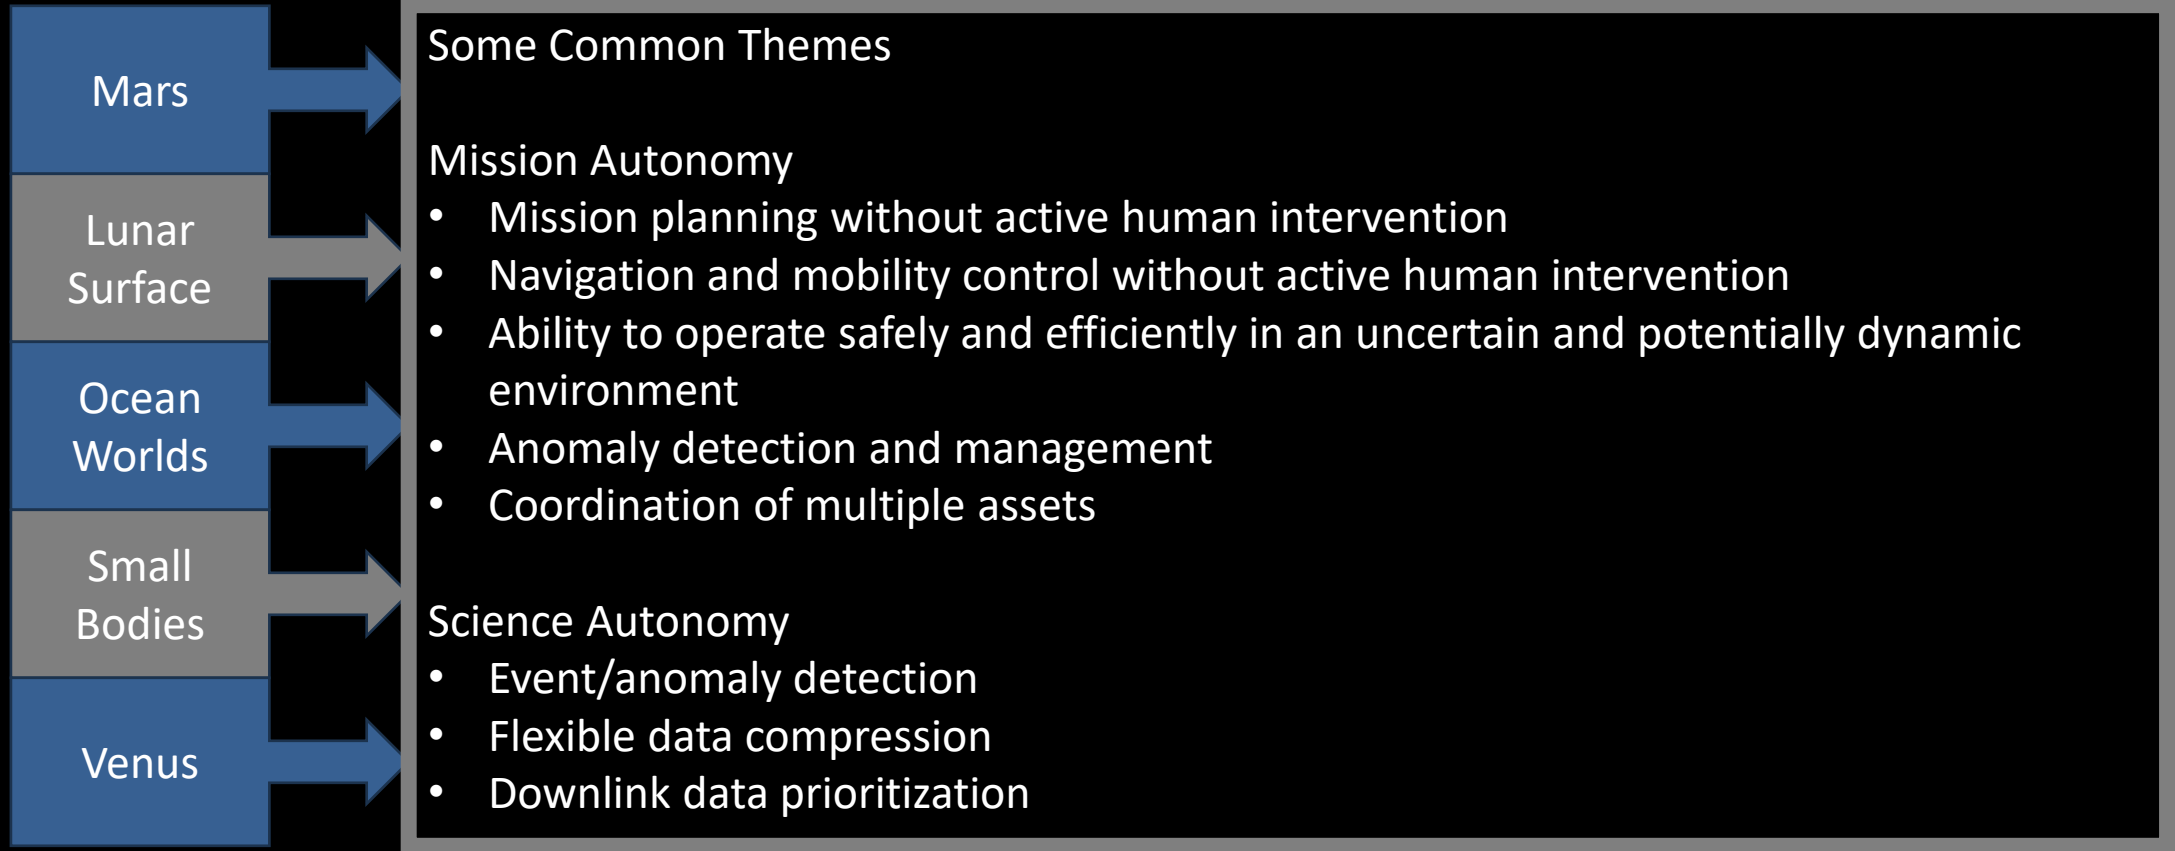 Mars
Lunar
Surface
Ocean
Worlds
Small
Bodies
Venus
Some Common Themes
Mission Autonomy
• Mission planning without active human intervention
• Navigation and mobility control without active human intervention
• Ability to operate safely and efficiently in an uncertain and potentially dynamic
environment
• Anomaly detection and management
• Coordination of multiple assets
Science Autonomy
• Event/anomaly detection
• Flexible data compression
• Downlink data prioritization